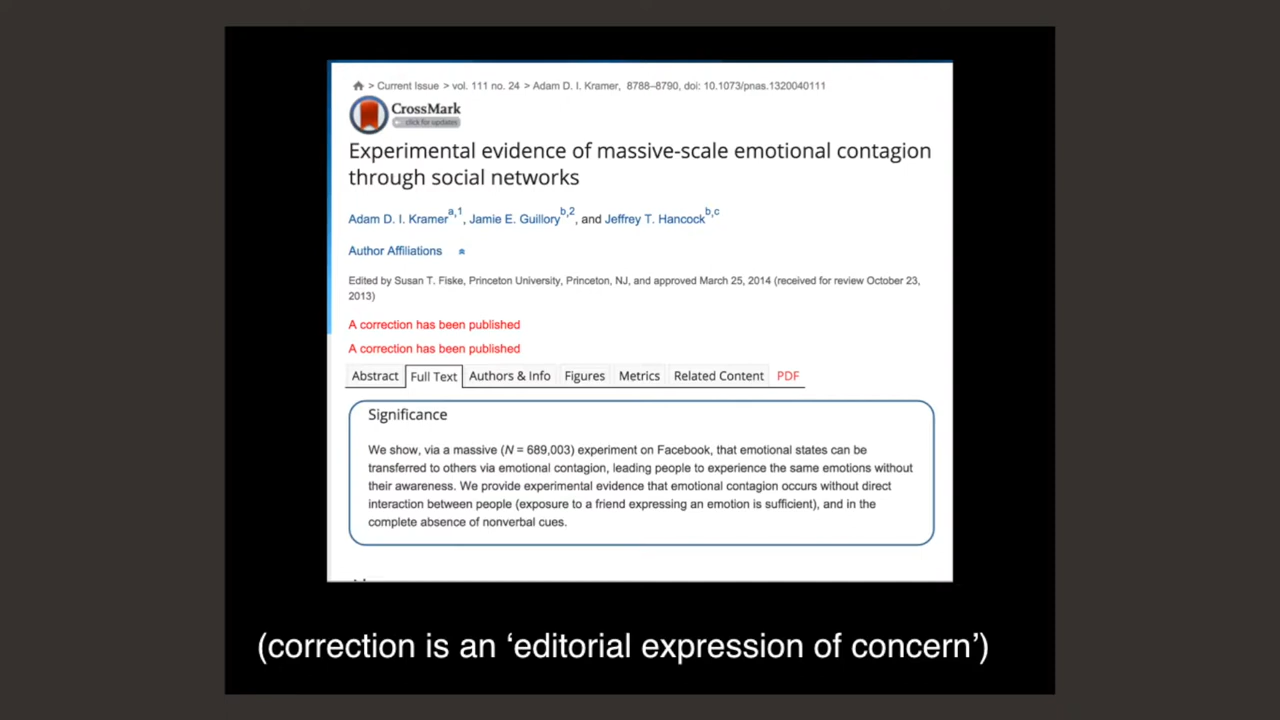 > Current Issue > vol. 111 no. 24 > Adam D. I. Kramer, 8788–8790, doi: 10.1073/pnas.1320040111
CrossMark
click for updates
Experimental evidence of massive-scale emotional contagion
through social networks
Adam D. I. Kramer a,1, Jamie E. Guillory b,2, and Jeffrey T. Hancock b,c
Author Affiliations
Edited by Susan T. Fiske, Princeton University, Princeton, NJ, and approved March 25, 2014 (received for review October 23,
2013)
A correction has been published
A correction has been published
Abstract Full Text Authors & Info Figures Metrics Related Content PDF
Significance
We show, via a massive (N = 689,003) experiment on Facebook, that emotional states can be
transferred to others via emotional contagion, leading people to experience the same emotions without
their awareness. We provide experimental evidence that emotional contagion occurs without direct
interaction between people (exposure to a friend expressing an emotion is sufficient), and in the
complete absence of nonverbal cues.
(correction is an ‘editorial expression of concern’)